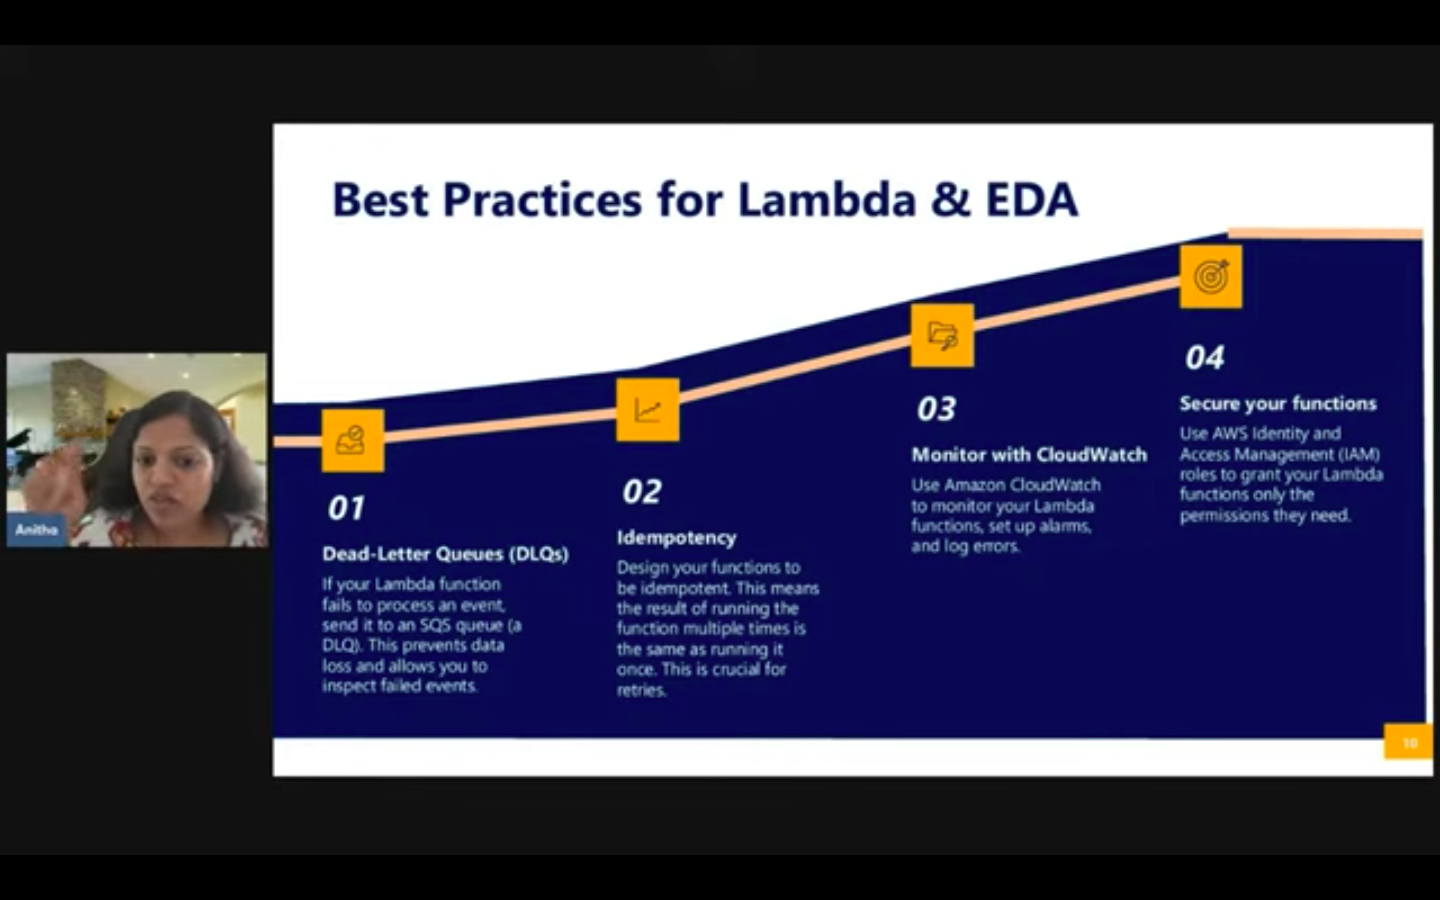 Best Practices for Lambda & EDA
Anitha
01
Dead-Letter Queues (DLQs)
If your Lambda function
fails to process an event,
send it to an SQS queue (a
DLQ). This prevents data
loss and allows you to
inspect failed events.
02
Idempotency
Design your functions to
be idempotent. This means
the result of running the
function multiple times is
the same as running it
once. This is crucial for
retries.
03
Monitor with CloudWatch
Use Amazon CloudWatch
to monitor your Lambda
functions, set up alarms,
and log errors.
04
Secure your functions
Use AWS Identity and
Access Management (IAM)
roles to grant your Lambda
functions only the
permissions they need.
10